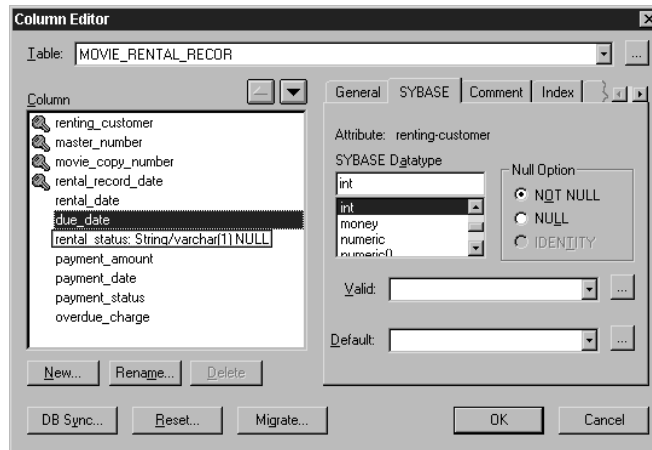 Column Editor
Table: MOVIE_RENTAL_RECOR
...
Column
renting_customer
master_number
movie_copy_number
rental_record_date
rental_date
due_date
rental_status: String/varchar(1) NULL
payment_amount
payment_date
payment_status
overdue_charge
New... Rename... Delete
General SYBASE Comment Index
Attribute: renting-customer
SYBASE Datatype
int
int
money
numeric
numeric()
Null Option
NOT NULL
NULL
IDENTITY
Valid:
...
Default:
...
DB Sync... Reset... Migrate... OK Cancel